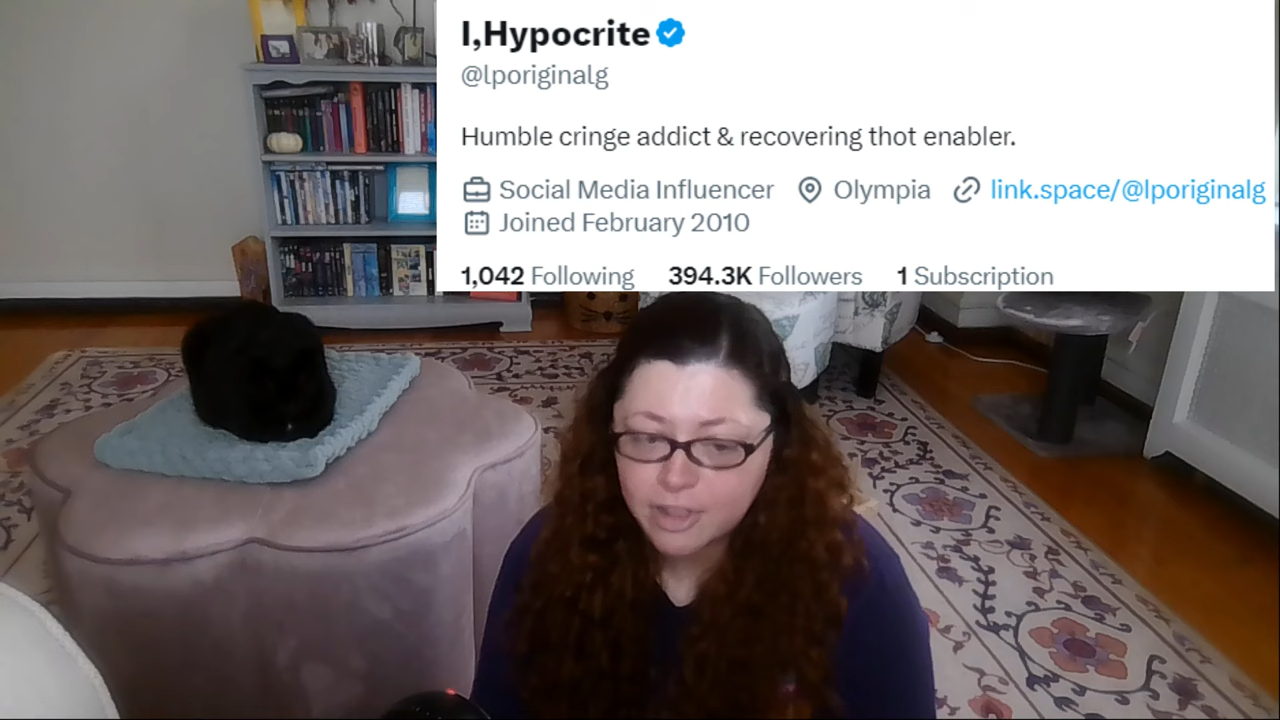 I,Hypocrite
@lporiginalg
Humble cringe addict & recovering thot enabler.
Social Media Influencer Olympia link.space/@lporiginalg
Joined February 2010
1,042 Following 394.3K Followers 1 Subscription